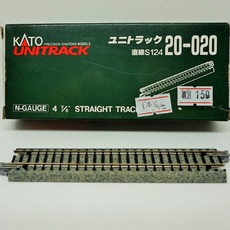 KATO
PRECISION RAILROAD MODELS
UNITRACK
ユニトラック
直線S124
20-020
N-GAUGE
4 ⅞" STRAIGHT TRAC
150